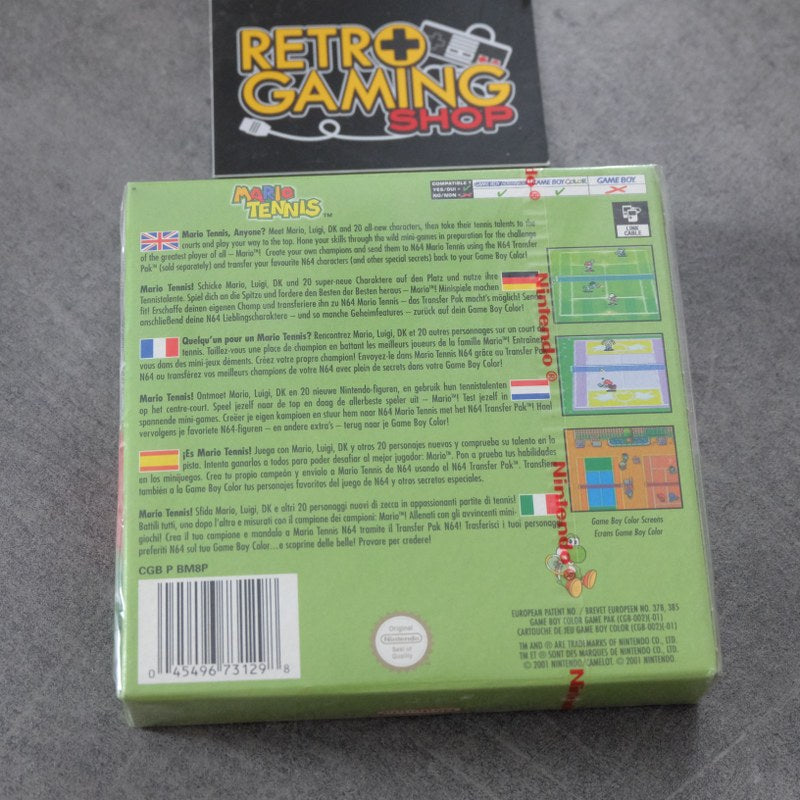 RETRO
GAMING
SHOP
MARIO
TENNIS™
COMPATIBLE
YES/OUI =
NO/NON =
GAME BOY ADVANCE
GAME BOY COLOR
GAME BOY
LINK
CABLE
Mario Tennis, Anyone? Meet Mario, Luigi, DK and 20 all-new characters, then take their tennis talents to the
courts and play your way to the top. Hone your skills through the wild mini-games in preparation for the challenge
of the greatest player of all – Mario™! Create your own champions and send them to N64 Mario Tennis using the N64 Transfer
Pak™ (sold separately) and transfer your favourite N64 characters (and other special secrets) back to your Game Boy Color!
Mario Tennis! Schicke Mario, Luigi, DK und 20 super-neue Charaktere auf den Platz und nutze ihre
Tennistalente. Spiel dich an die Spitze und fordere den Besten der Besten heraus – Mario™! Minispiele machen
fit! Erschaffe deinen eigenen Champ und transferiere ihn zu N64 Mario Tennis – das Transfer Pak macht's möglich! Sende
anschließend deine N64 Lieblingscharaktere – und so manche Geheimfeatures – zurück auf dein Game Boy Color!
Quelqu'un pour un Mario Tennis? Rencontrez Mario, Luigi, DK et 20 autres personnages sur un court de
tennis. Taillez-vous une place de champion en battant les meilleurs joueurs de la famille Mario™! Entraînez
vous dans des mini-jeux déments. Créez votre propre champion! Envoyez-le dans Mario Tennis N64 grâce au Transfer Pak
N64 ou transférez vos meilleurs champions de votre N64 avec plein de secrets dans votre Game Boy Color!
Mario Tennis! Ontmoet Mario, Luigi, DK en 20 nieuwe Nintendo-figuren, en gebruik hun tennistalenten
op het centre-court. Speel jezelf naar de top en daag de allerbeste speler uit – Mario™! Test jezelf in
spannende mini-games. Creëer je eigen kampioen en stuur hem naar N64 Mario Tennis met het N64 Transfer Pak™! Haal
vervolgens je favoriete N64-figuren – en andere extra's – terug naar je Game Boy Color!
¡Es Mario Tennis! Juega con Mario, Luigi, DK y otros 20 personajes nuevos y comprueba su talento en la
pista. Intenta ganarlos a todos para poder desafiar al mejor jugador: Mario™. Pon a prueba tus habilidades
en los minijuegos. Crea tu propio campeón y envíalo a Mario Tennis de N64 usando el N64 Transfer Pak™. Transfiere
también a la Game Boy Color tus personajes favoritos del juego de N64 y otros secretos especiales.
Mario Tennis! Sfida Mario, Luigi, DK e altri 20 personaggi nuovi di zecca in appassionanti partite di tennis!
Battili tutti, uno dopo l'altro e misurati con il campione dei campioni: Mario™! Allenati con gli avvincenti mini-
giochi! Crea il tuo campione e mandalo a Mario Tennis N64 tramite il Transfer Pak N64! Trasferisci i tuoi personaggi
preferiti N64 sul tuo Game Boy Color...e scoprine delle belle! Provare per credere!
Nintendo®
Nintendo®
Nintendo
Game Boy Color Screens
Ecrans Game Boy Color
CGB P BM8P
0 45496 73129 8
Original
Nintendo
Seal of
Quality
EUROPEAN PATENT NO / BREVET EUROPEEN NO. 378, 385
GAME BOY COLOR GAME PAK (CGB-002)(-01)
CARTOUCHE DE JEU GAME BOY COLOR (CGB-002)(-01)
TM AND ® ARE TRADEMARKS OF NINTENDO CO., LTD.
TM ET ® SONT DES MARQUES DE NINTENDO CO., LTD.
© 2001 NINTENDO/CAMELOT. © 2001 NINTENDO.